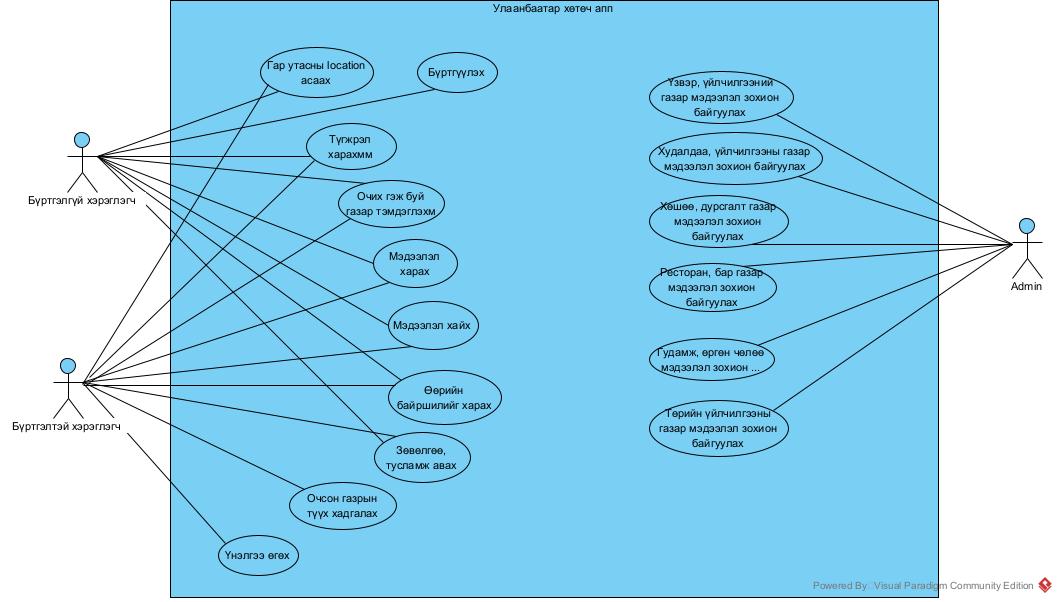 Улаанбаатар хөтөч апп
Гар утасны location
асаах
Бүртгүүлэх
Түгжрэл
харахмм
Очих гэж буй
газар тэмдэглэхм
Мэдээлэл
харах
Мэдээлэл хайх
Өөрийн
байршилийг харах
Зөвөлгөө,
тусламж авах
Очсон газрын
түүх хадгалах
Үнэлгээ өгөх
Үзвэр, үйлчилгээний
газар мэдээлэл зохион
байгуулах
Худалдаа, үйлчилгээны газар
мэдээлэл зохион байгуулах
Хөшөө, дурсгалт газар
мэдээлэл зохион
байгуулах
Ресторан, бар газар
мэдээлэл зохион
байгуулах
Гудамж, өргөн чөлөө
мэдээлэл зохион ...
Төрийн үйлчилгээны
газар мэдээлэл зохион
байгуулах
Бүртгэлгүй хэрэглэгч
Бүртгэлтэй хэрэглэгч
Admin
Powered By Visual Paradigm Community Edition